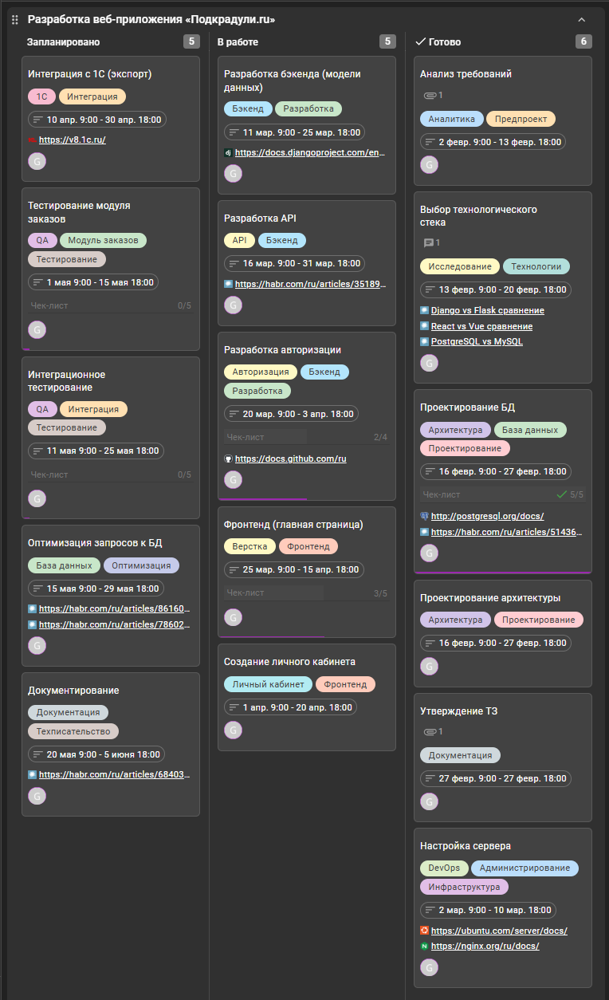 Разработка веб-приложения «Подкрадули.ru»
Запланировано 5
Интеграция с 1С (экспорт)
1С Интеграция
10 апр. 9:00 - 30 апр. 18:00
https://v8.1c.ru/
G
Тестирование модуля
заказов
QA Модуль заказов
Тестирование
1 мая 9:00 - 15 мая 18:00
Чек-лист 0/5
G
Интеграционное
тестирование
QA Интеграция
Тестирование
11 мая 9:00 - 25 мая 18:00
Чек-лист 0/5
G
Оптимизация запросов к БД
База данных Оптимизация
15 мая 9:00 - 29 мая 18:00
https://habr.com/ru/articles/86160...
https://habr.com/ru/articles/78602...
G
Документирование
Документация
Техписательство
20 мая 9:00 - 5 июня 18:00
https://habr.com/ru/articles/68403...
G
В работе 5
Разработка бэкенда (модели
данных)
Бэкенд Разработка
11 мар. 9:00 - 25 мар. 18:00
dj https://docs.djangoproject.com/en...
G
Разработка API
API Бэкенд
16 мар. 9:00 - 31 мар. 18:00
https://habr.com/ru/articles/35189...
G
Разработка авторизации
Авторизация Бэкенд
Разработка
20 мар. 9:00 - 3 апр. 18:00
Чек-лист 2/4
https://docs.github.com/ru
G
Фронтенд (главная страница)
Верстка Фронтенд
25 мар. 9:00 - 15 апр. 18:00
Чек-лист 3/5
G
Создание личного кабинета
Личный кабинет Фронтенд
1 апр. 9:00 - 20 апр. 18:00
G
Готово 6
Анализ требований
1
Аналитика Предпроект
2 февр. 9:00 - 13 февр. 18:00
G
Выбор технологического
стека
1
Исследование Технологии
13 февр. 9:00 - 20 февр. 18:00
Django vs Flask сравнение
React vs Vue сравнение
PostgreSQL vs MySQL
G
Проектирование БД
Архитектура База данных
Проектирование
16 февр. 9:00 - 27 февр. 18:00
Чек-лист 5/5
http://postgresql.org/docs/
https://habr.com/ru/articles/51436...
G
Проектирование архитектуры
Архитектура Проектирование
16 февр. 9:00 - 27 февр. 18:00
G
Утверждение ТЗ
1
Документация
27 февр. 9:00 - 27 февр. 18:00
G
Настройка сервера
DevOps Администрирование
Инфраструктура
2 мар. 9:00 - 10 мар. 18:00
https://ubuntu.com/server/docs/
https://nginx.org/ru/docs/
G